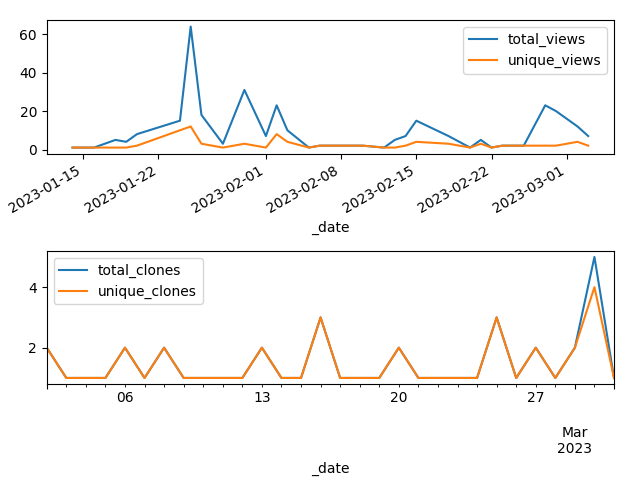 60
40
20
0
total_views
unique_views
2023-01-15
2023-01-22
2023-02-01
2023-02-08
2023-02-15
2023-02-22
2023-03-01
_date
4
2
total_clones
unique_clones
06
13
20
27
Mar
2023
_date